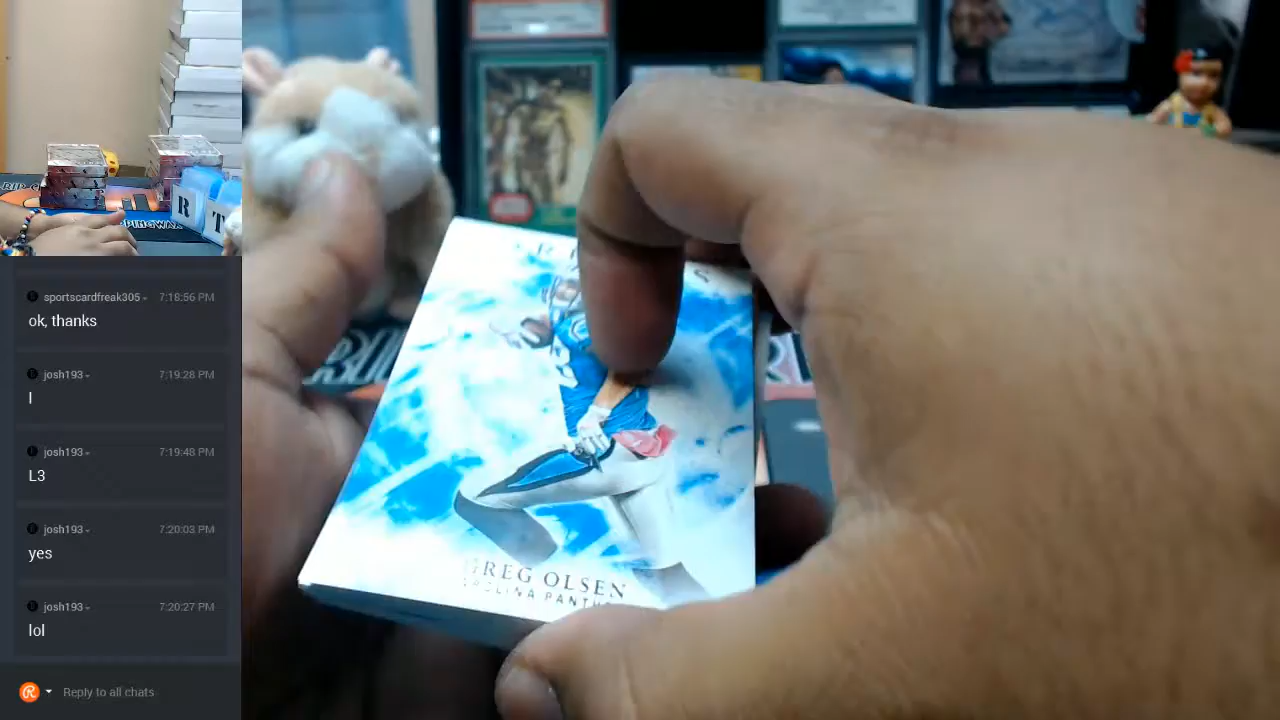 sportscardfreak305 7:18:56 PM
ok, thanks
josh193 7:19:28 PM
l
josh193 7:19:48 PM
L3
josh193 7:20:03 PM
yes
josh193 7:20:27 PM
lol
Reply to all chats
R T
GREG OLSEN